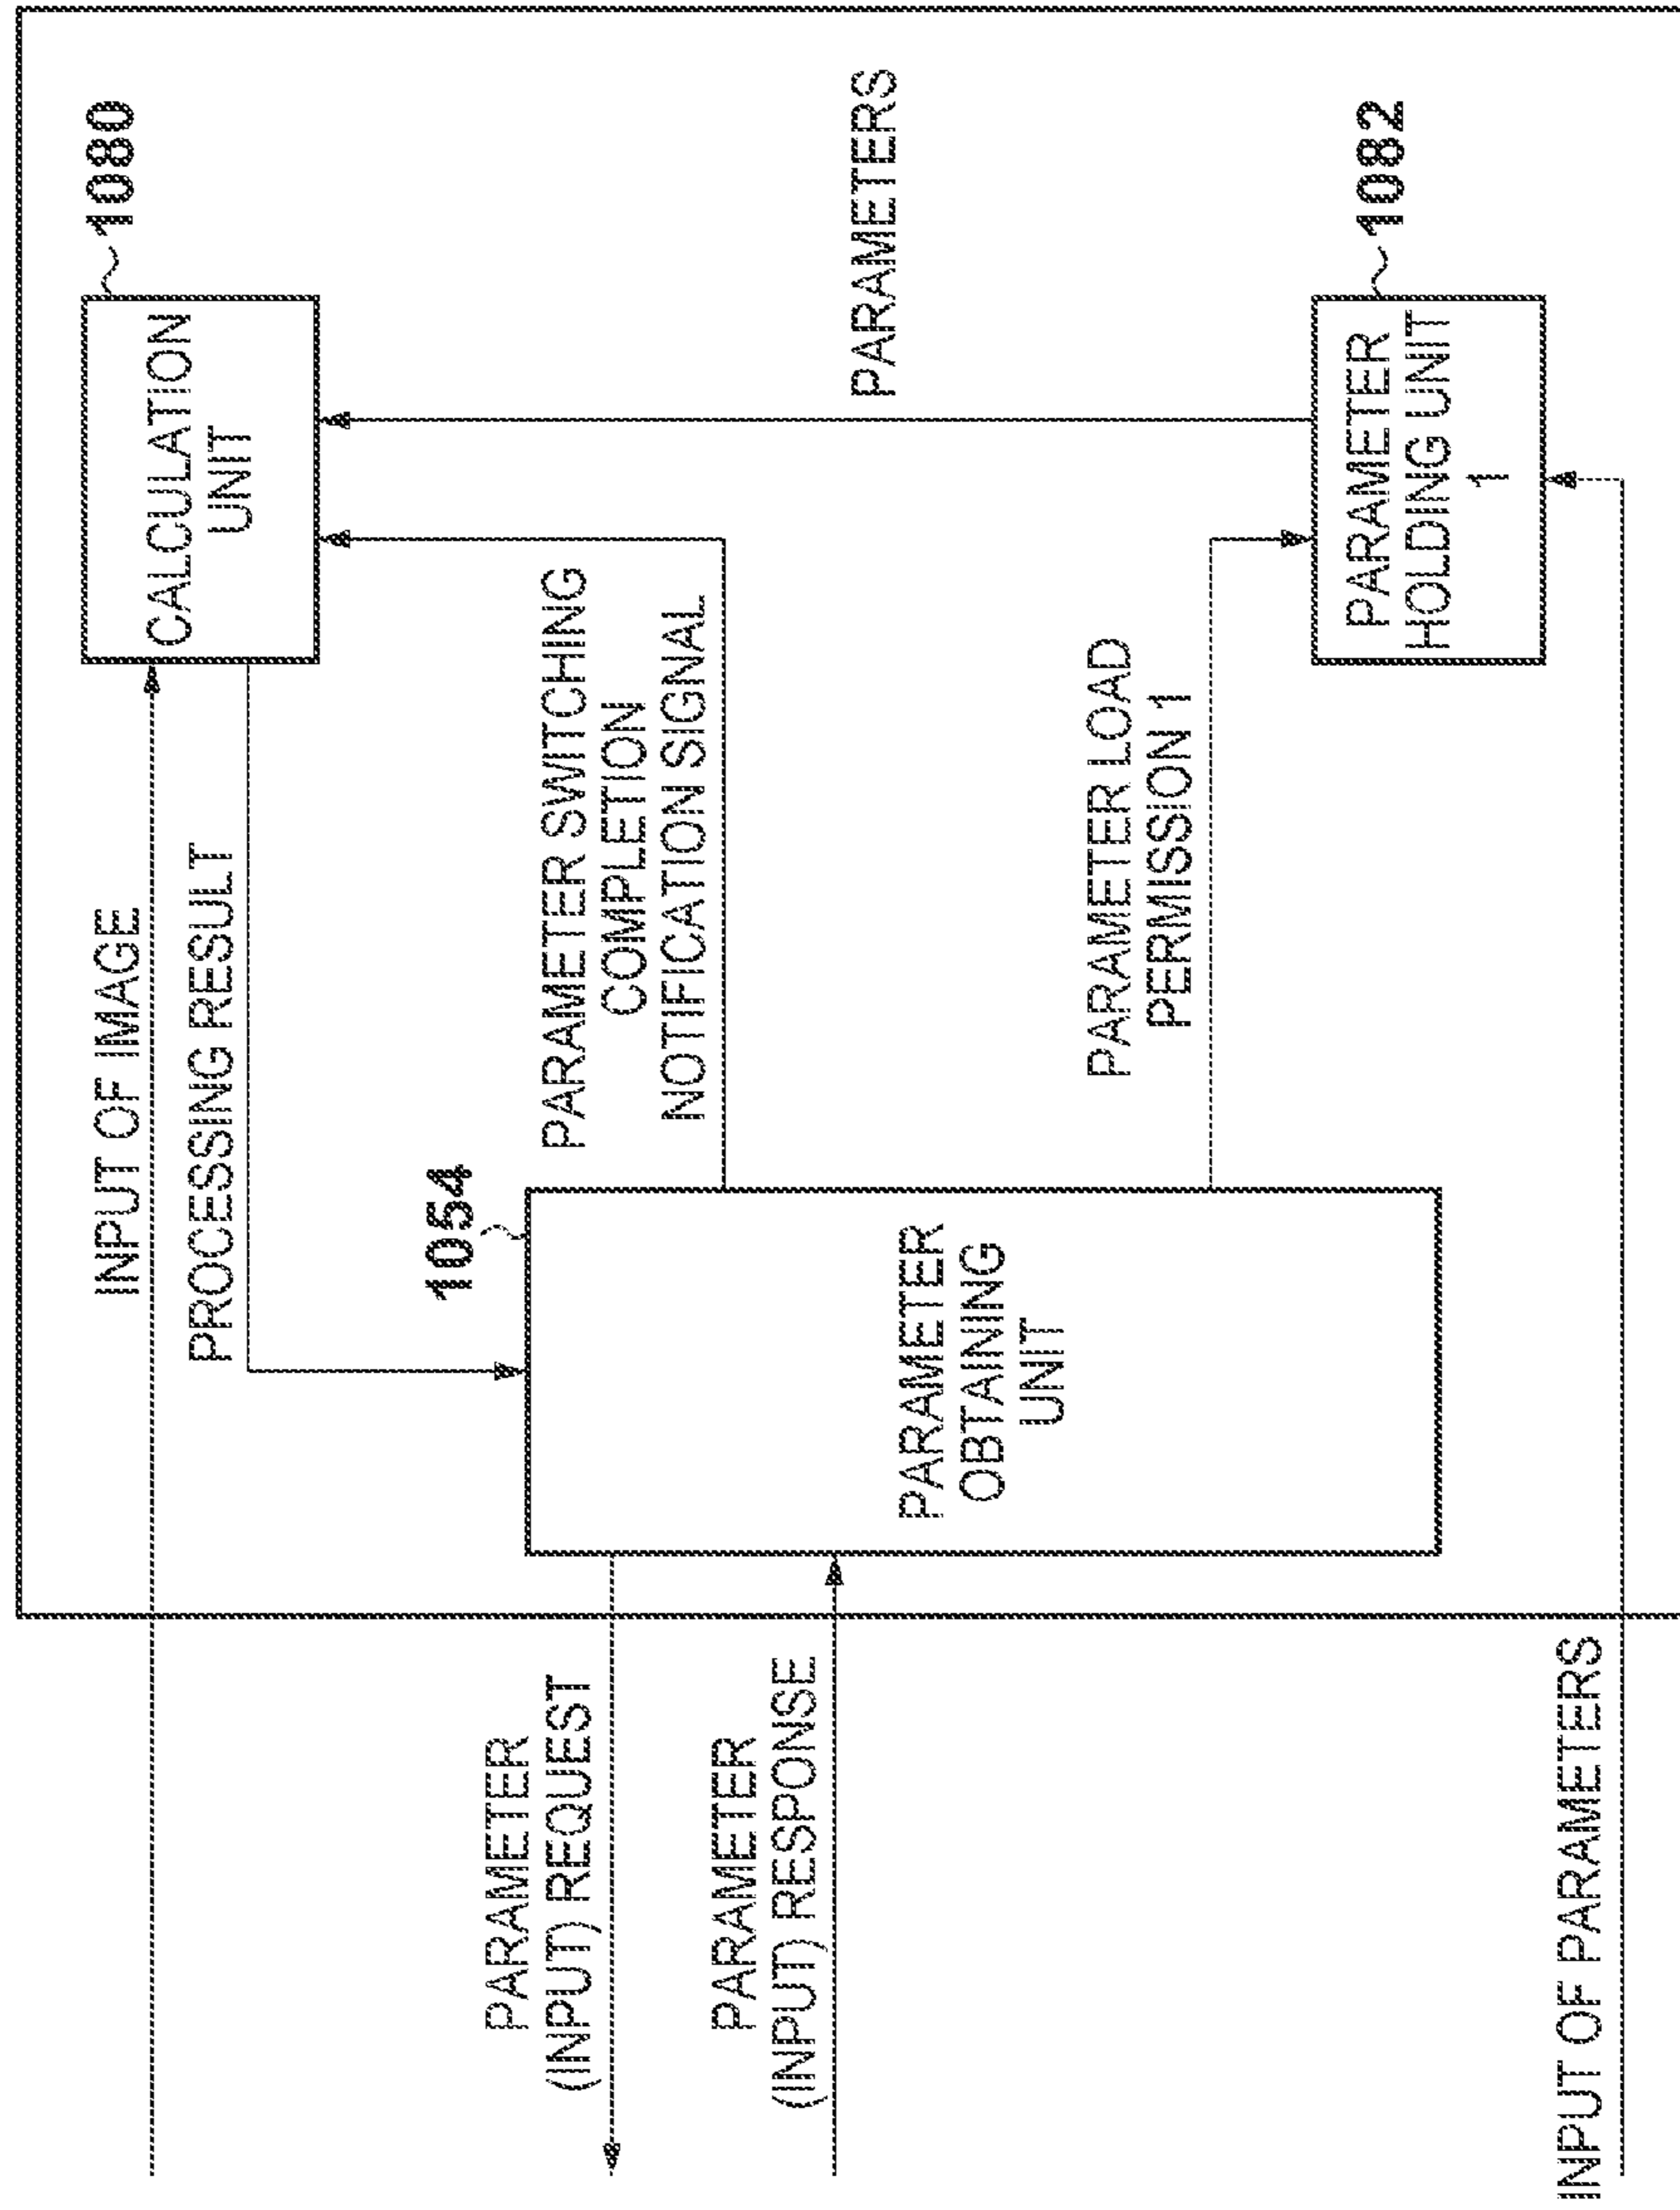 INPUT OF IMAGE
PROCESSING RESULT
CALCULATION
UNIT
1080
PARAMETER
(INPUT) REQUEST
1054
PARAMETER SWITCHING
COMPLETION
NOTIFICATION SIGNAL
PARAMETER
(INPUT) RESPONSE
PARAMETER
OBTAINING
UNIT
PARAMETERS
PARAMETER LOAD
PERMISSION 1
PARAMETER
HOLDING UNIT
1
1082
INPUT OF PARAMETERS